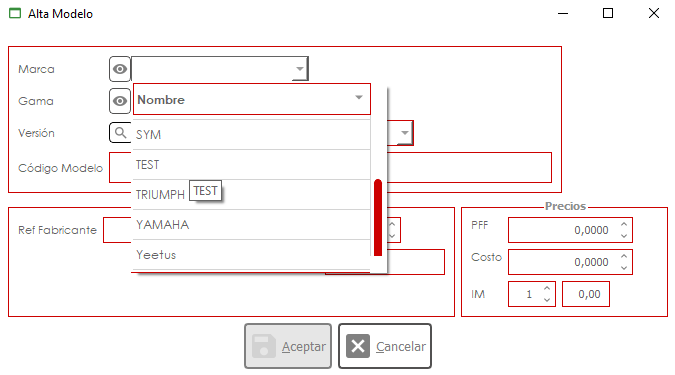 Alta Modelo
Marca
Gama
Nombre
Versión
SYM
TEST
Código Modelo
TRIUMPH
TEST
YAMAHA
Yeetus
Ref Fabricante
Precios
PFF
0,0000
Costo
0,0000
IM
1
0,00
Aceptar
Cancelar